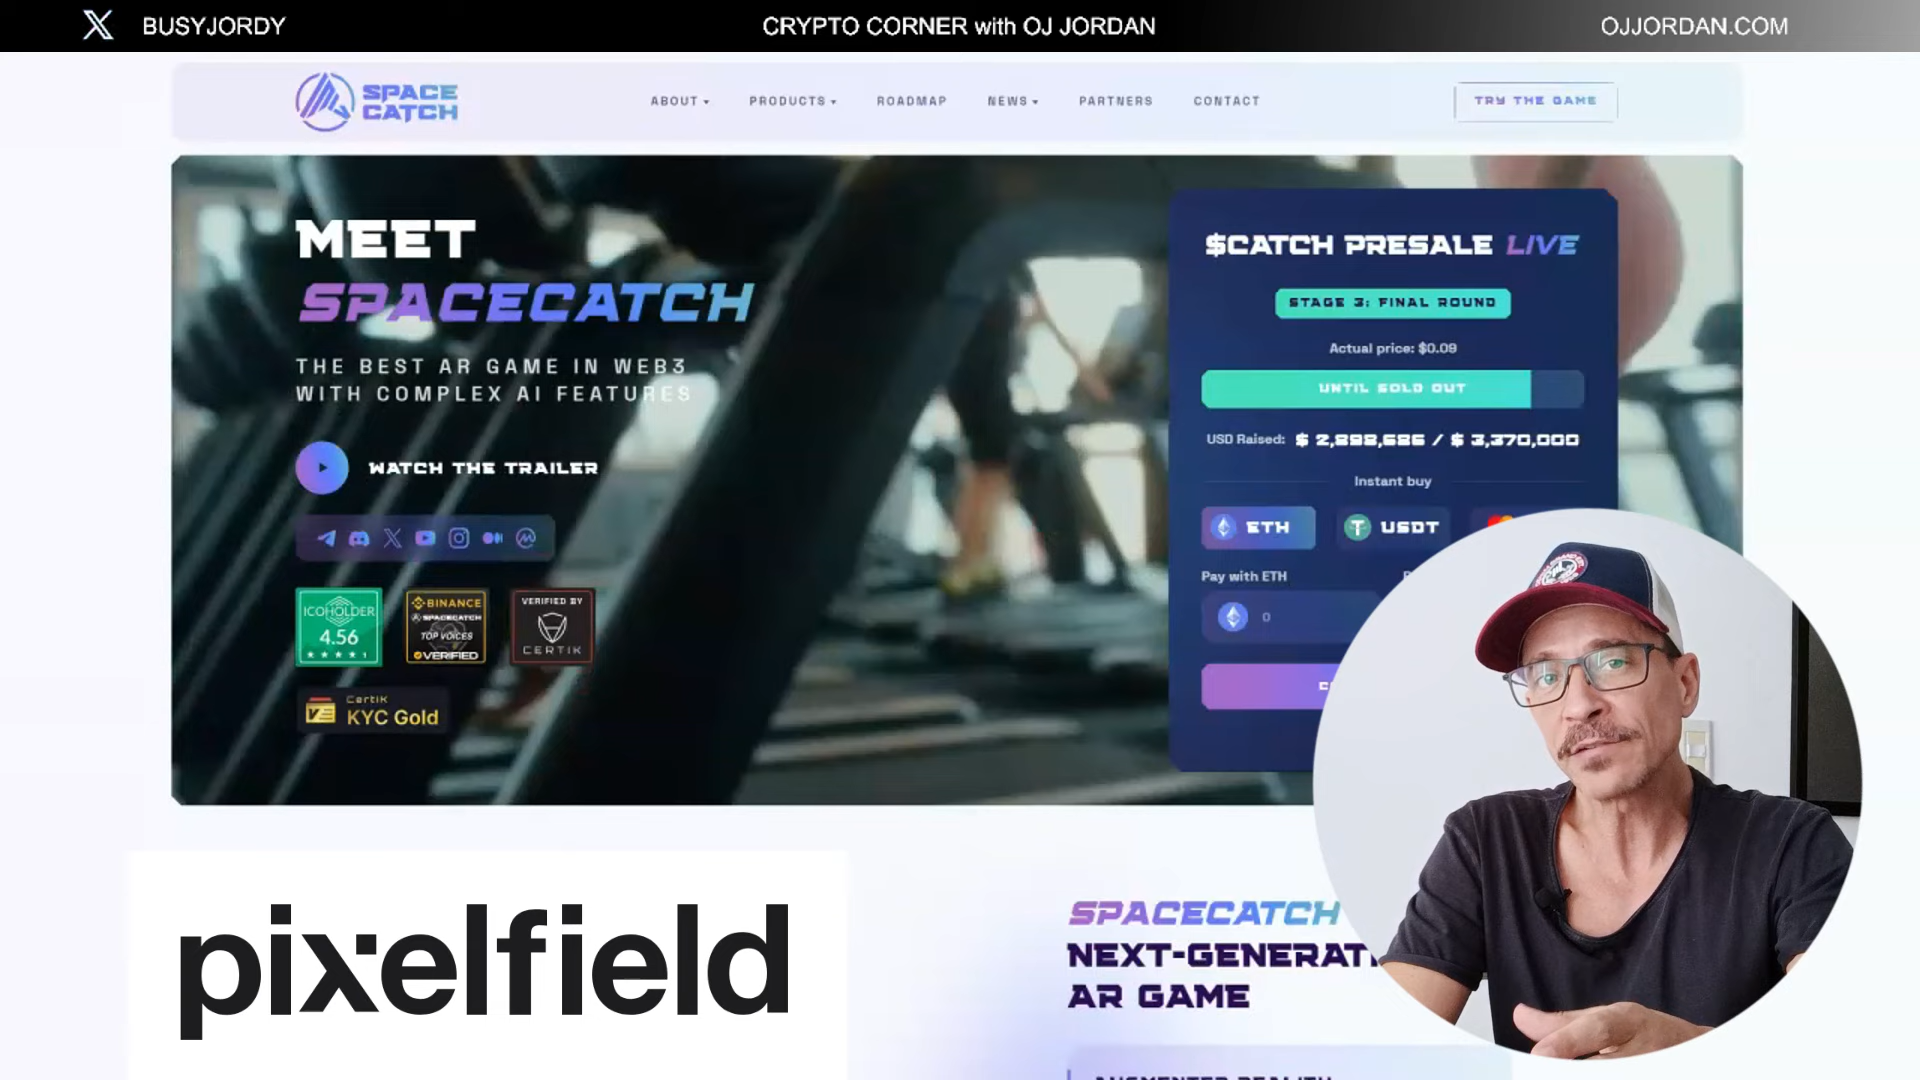 BUSYJORDY
CRYPTO CORNER with OJ JORDAN
OJJORDAN.COM
SPACE
CATCH
ABOUT
PRODUCTS
ROADMAP
NEWS
PARTNERS
CONTACT
TRY THE GAME
MEET
SPACECATCH
THE BEST AR GAME IN WEB3
WITH COMPLEX AI FEATURES
WATCH THE TRAILER
ICOHOLDER
4.56
BINANCE
SPACECATCH
TOP VOICES
VERIFIED
VERIFIED BY
CERTIK
CertiK
KYC Gold
$CATCH PRESALE LIVE
STAGE 3: FINAL ROUND
Actual price: $0.09
UNTIL SOLD OUT
USD Raised: $ 2,898,686 / $ 3,370,000
Instant buy
ETH
USDT
Pay with ETH
0
pixelfield
SPACECATCH
NEXT-GENERAT
AR GAME
AUGMENTED REALITY